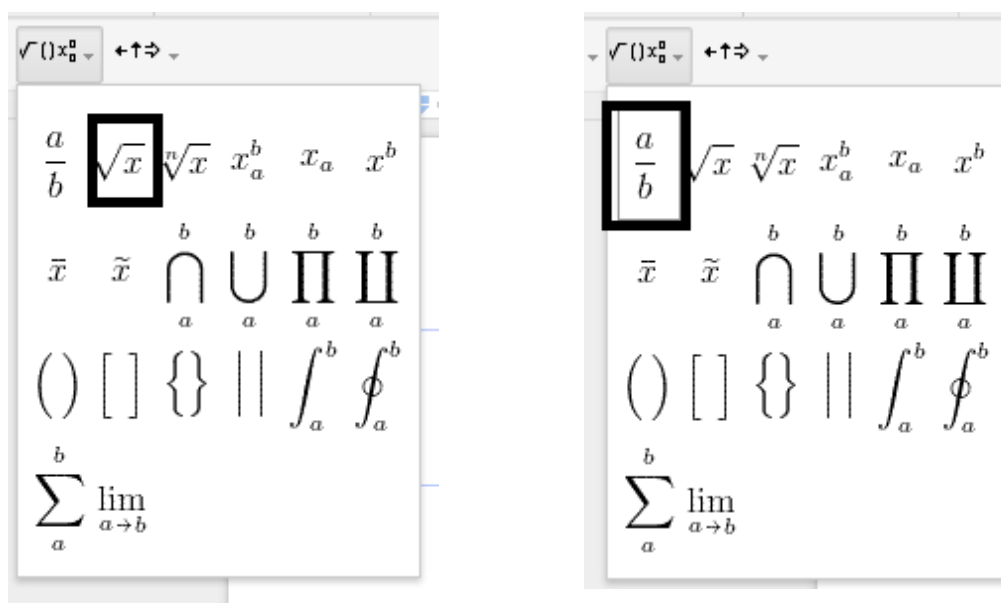 √()x▫▫ ←↑⇨
a/b √x ⁿ√x x_a^b x_a x^b
x̄ x̃ ⋂_a^b ⋃_a^b ∏_a^b ∐_a^b
() [] {} || ∫_a^b ∮_a^b
∑_a^b lim_{a→b}
√()x▫▫ ←↑⇨
a/b √x ⁿ√x x_a^b x_a x^b
x̄ x̃ ⋂_a^b ⋃_a^b ∏_a^b ∐_a^b
() [] {} || ∫_a^b ∮_a^b
∑_a^b lim_{a→b}